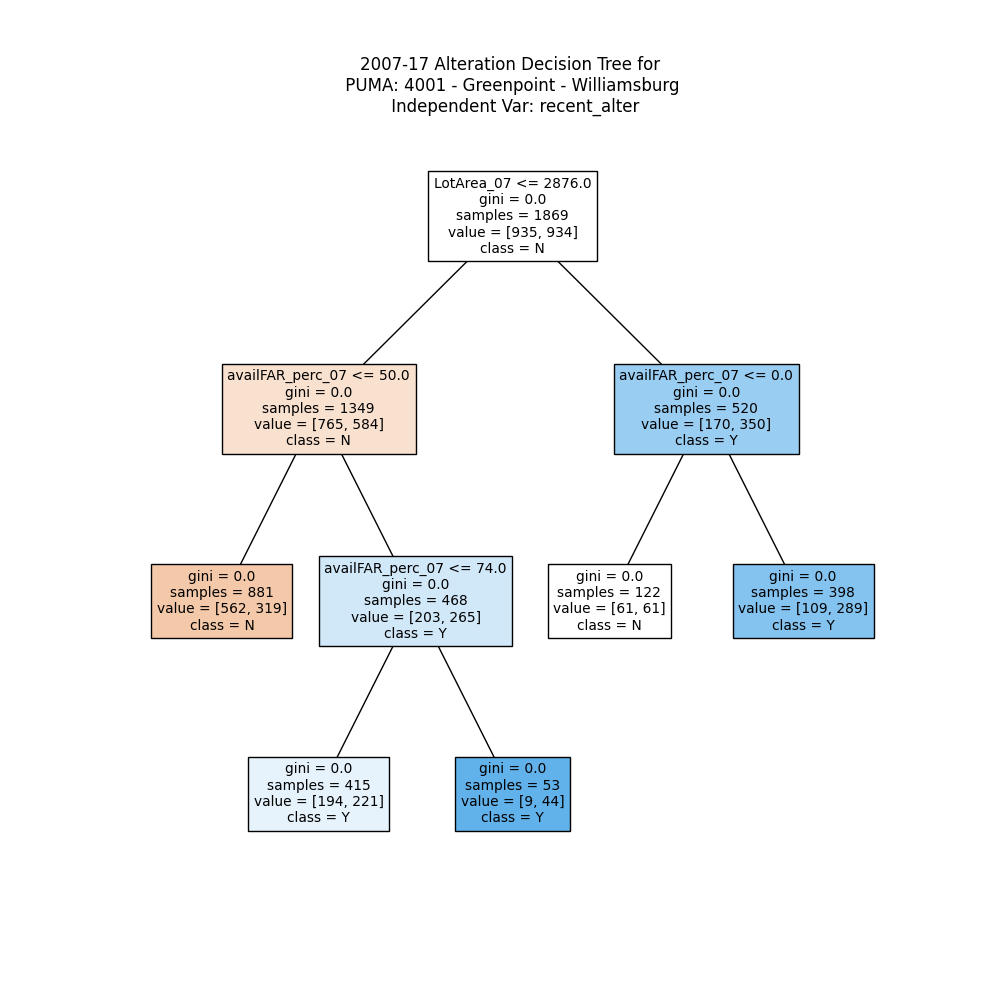 2007-17 Alteration Decision Tree for
PUMA: 4001 - Greenpoint - Williamsburg
Independent Var: recent_alter
LotArea_07 <= 2876.0
gini = 0.0
samples = 1869
value = [935, 934]
class = N
availFAR_perc_07 <= 50.0
gini = 0.0
samples = 1349
value = [765, 584]
class = N
availFAR_perc_07 <= 0.0
gini = 0.0
samples = 520
value = [170, 350]
class = Y
gini = 0.0
samples = 881
value = [562, 319]
class = N
availFAR_perc_07 <= 74.0
gini = 0.0
samples = 468
value = [203, 265]
class = Y
gini = 0.0
samples = 122
value = [61, 61]
class = N
gini = 0.0
samples = 398
value = [109, 289]
class = Y
gini = 0.0
samples = 415
value = [194, 221]
class = Y
gini = 0.0
samples = 53
value = [9, 44]
class = Y